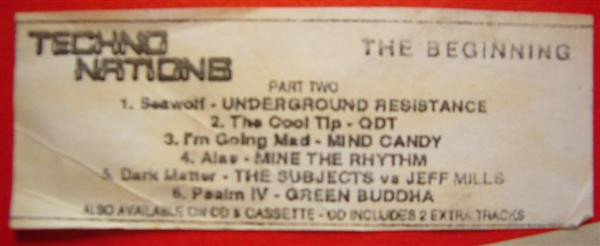 TECHNO THE BEGINNING
NATIONS
PART TWO
1. Seawolf - UNDERGROUND RESISTANCE
2. The Cool Tip - QDT
3. I'm Going Mad - MIND CANDY
4. Alas - MINE THE RHYTHM
5. Dark Matter - THE SUBJECTS vs JEFF MILLS
6. Psalm IV - GREEN BUDDHA
ALSO AVAILABLE ON CD & CASSETTE - CD INCLUDES 2 EXTRA TRACKS